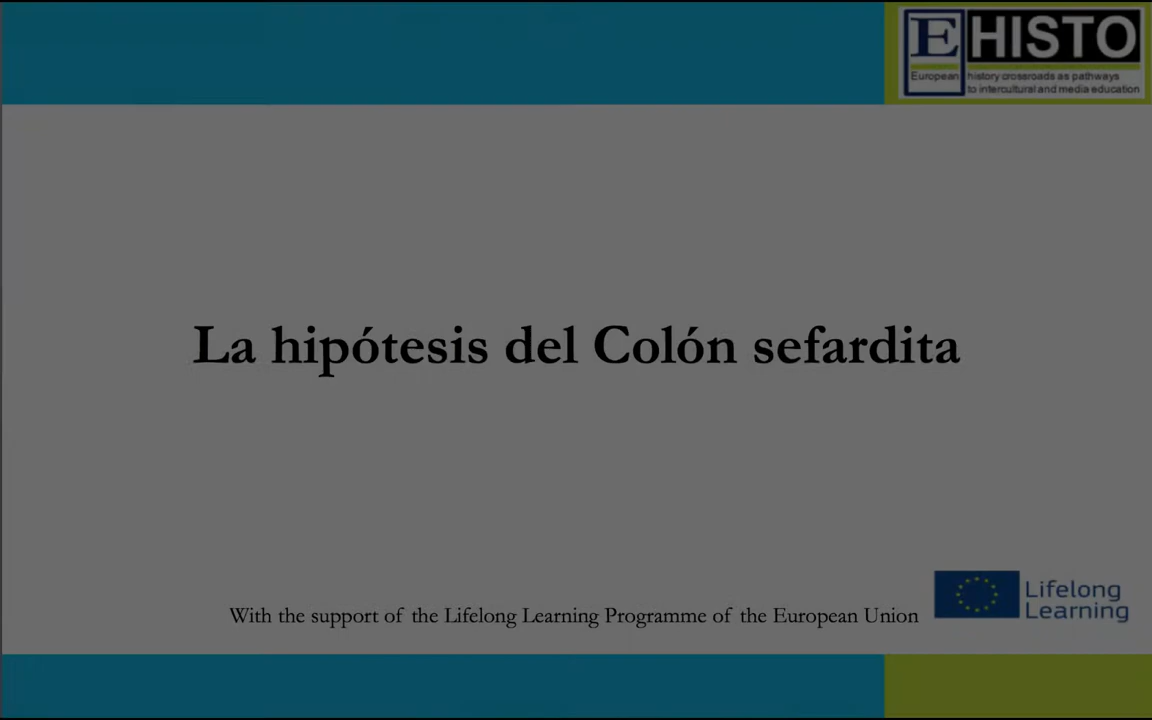 EHISTO
European history crossroads as pathways
to intercultural and media education
La hipótesis del Colón sefardita
Lifelong
Learning
With the support of the Lifelong Learning Programme of the European Union